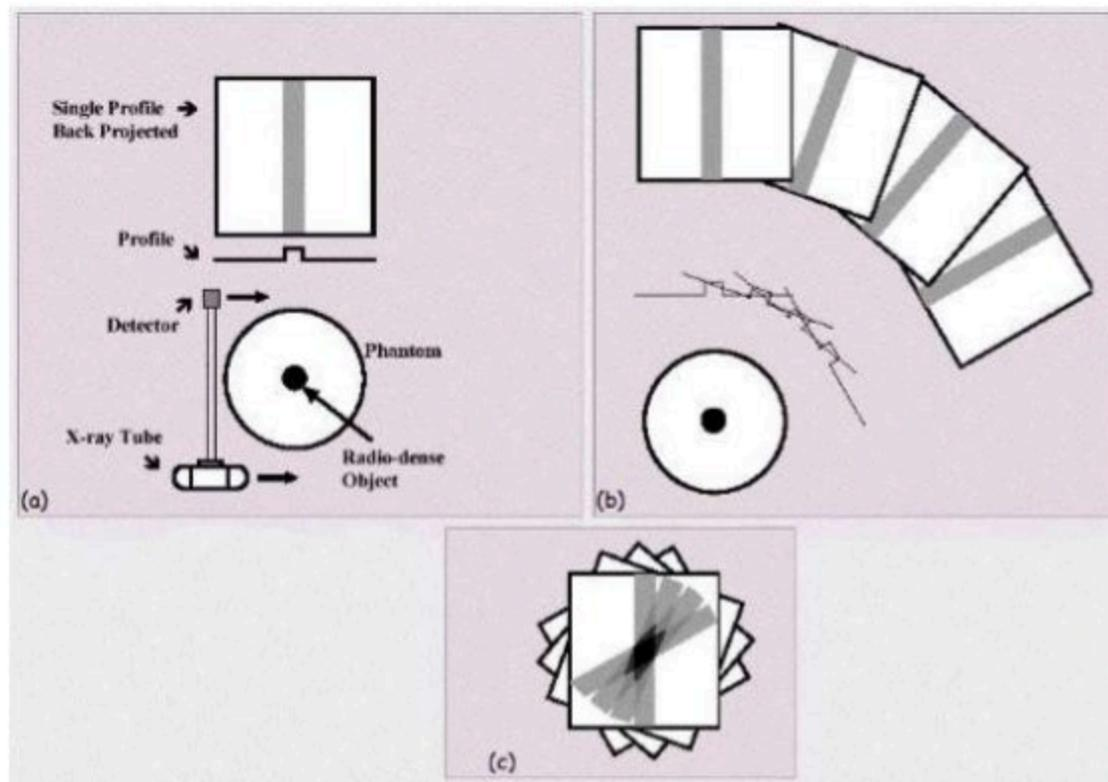 Single Profile
Back Projected
Profile
Detector
Phantom
X-ray Tube
Radio-dense
Object
(a)
(b)
(c)